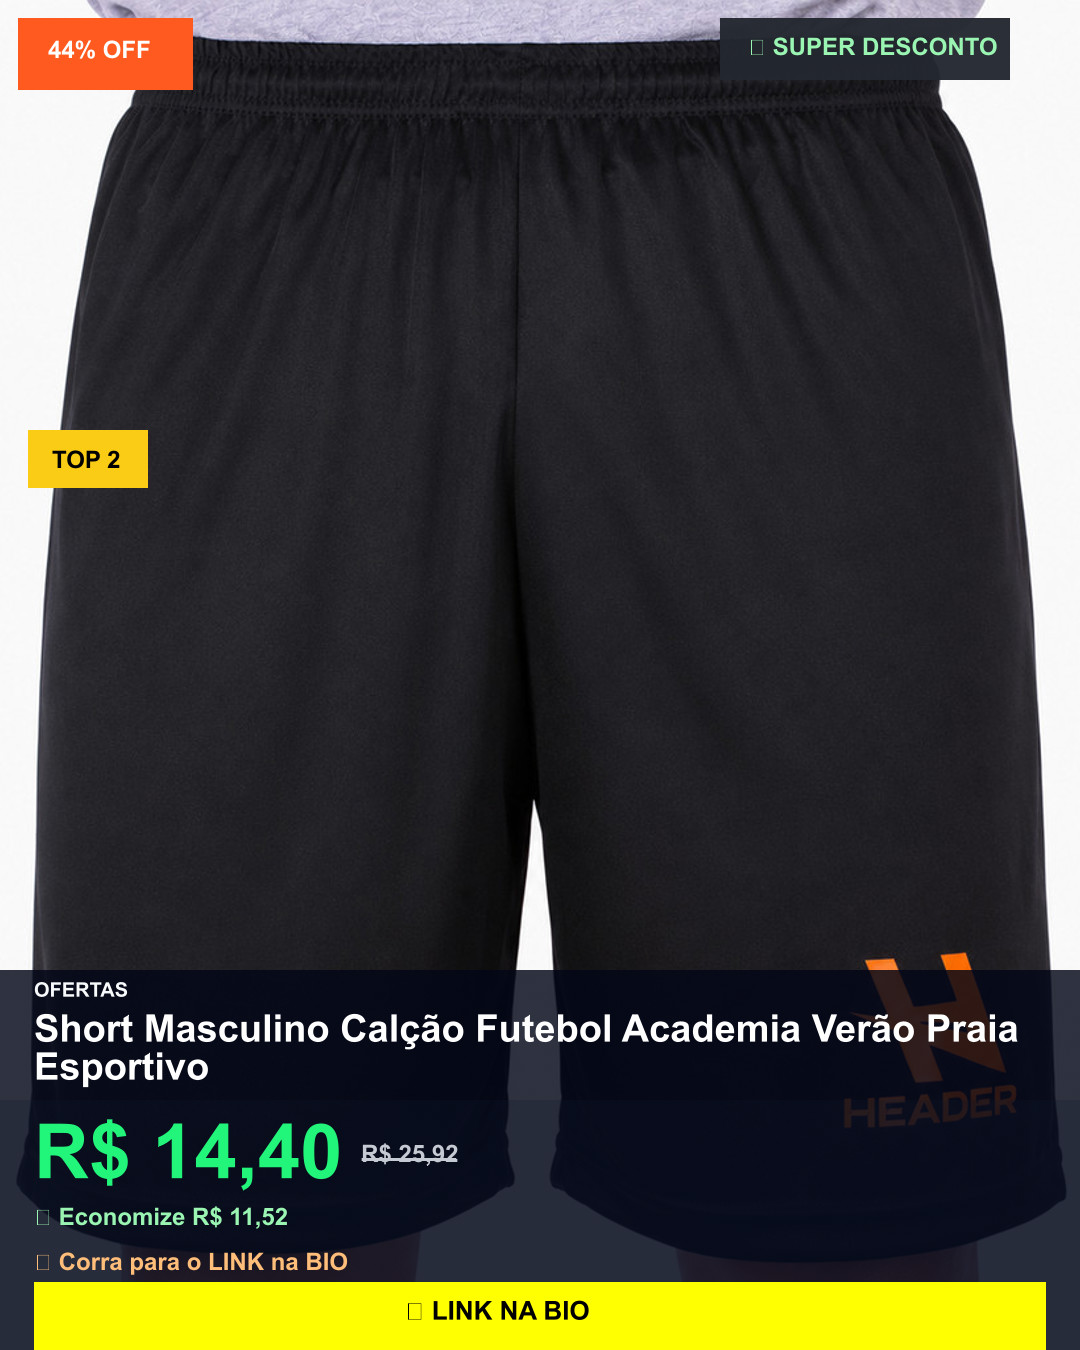 44% OFF
SUPER DESCONTO
TOP 2
OFERTAS
Short Masculino Calção Futebol Academia Verão Praia
Esportivo
HEADER
R$ 14,40 R$ 25,92
Economize R$ 11,52
Corra para o LINK na BIO
LINK NA BIO